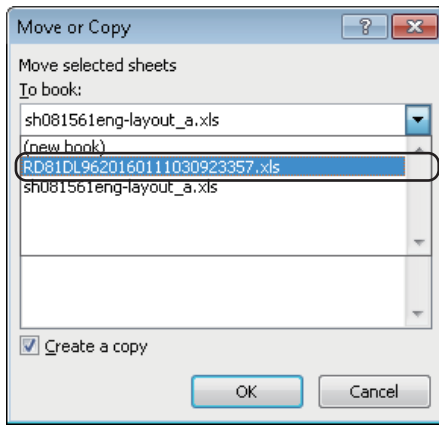 Move or Copy
Move selected sheets
To book:
sh081561eng-layout_a.xls
(new book)
RD81DL9620160111030923357.xls
sh081561eng-layout_a.xls
Create a copy
OK
Cancel